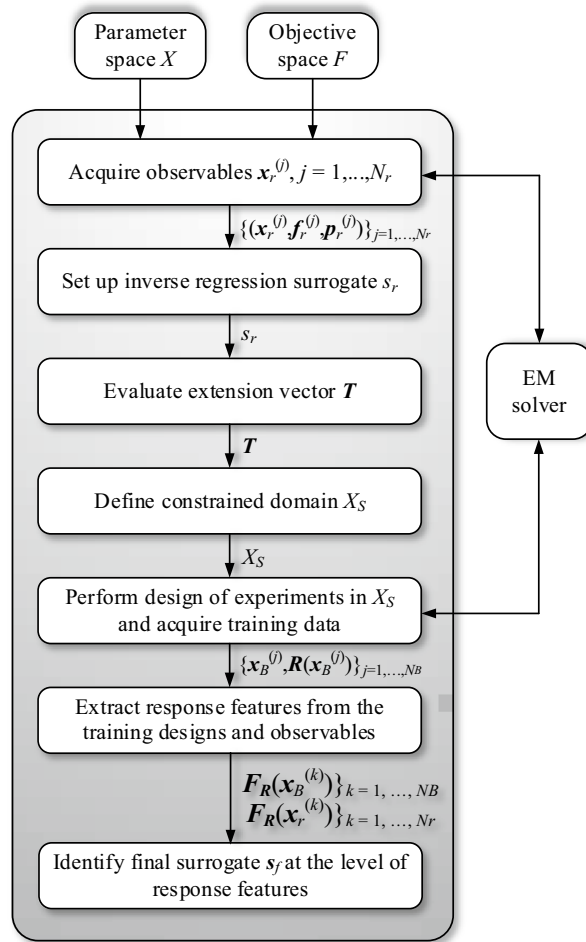 Parameter
space X
Objective
space F
Acquire observables x_r^(j), j = 1,...,N_r
{(x_r^(j),f_r^(j),p_r^(j))}_j=1,...,Nr
Set up inverse regression surrogate s_r
s_r
Evaluate extension vector T
T
EM
solver
Define constrained domain X_S
X_S
Perform design of experiments in X_S
and acquire training data
{x_B^(j),R(x_B^(j))}_j=1,...,NB
Extract response features from the
training designs and observables
F_R(x_B^(k))}_k = 1, …, NB
F_R(x_r^(k))}_k = 1, …, Nr
Identify final surrogate s_f at the level of
response features